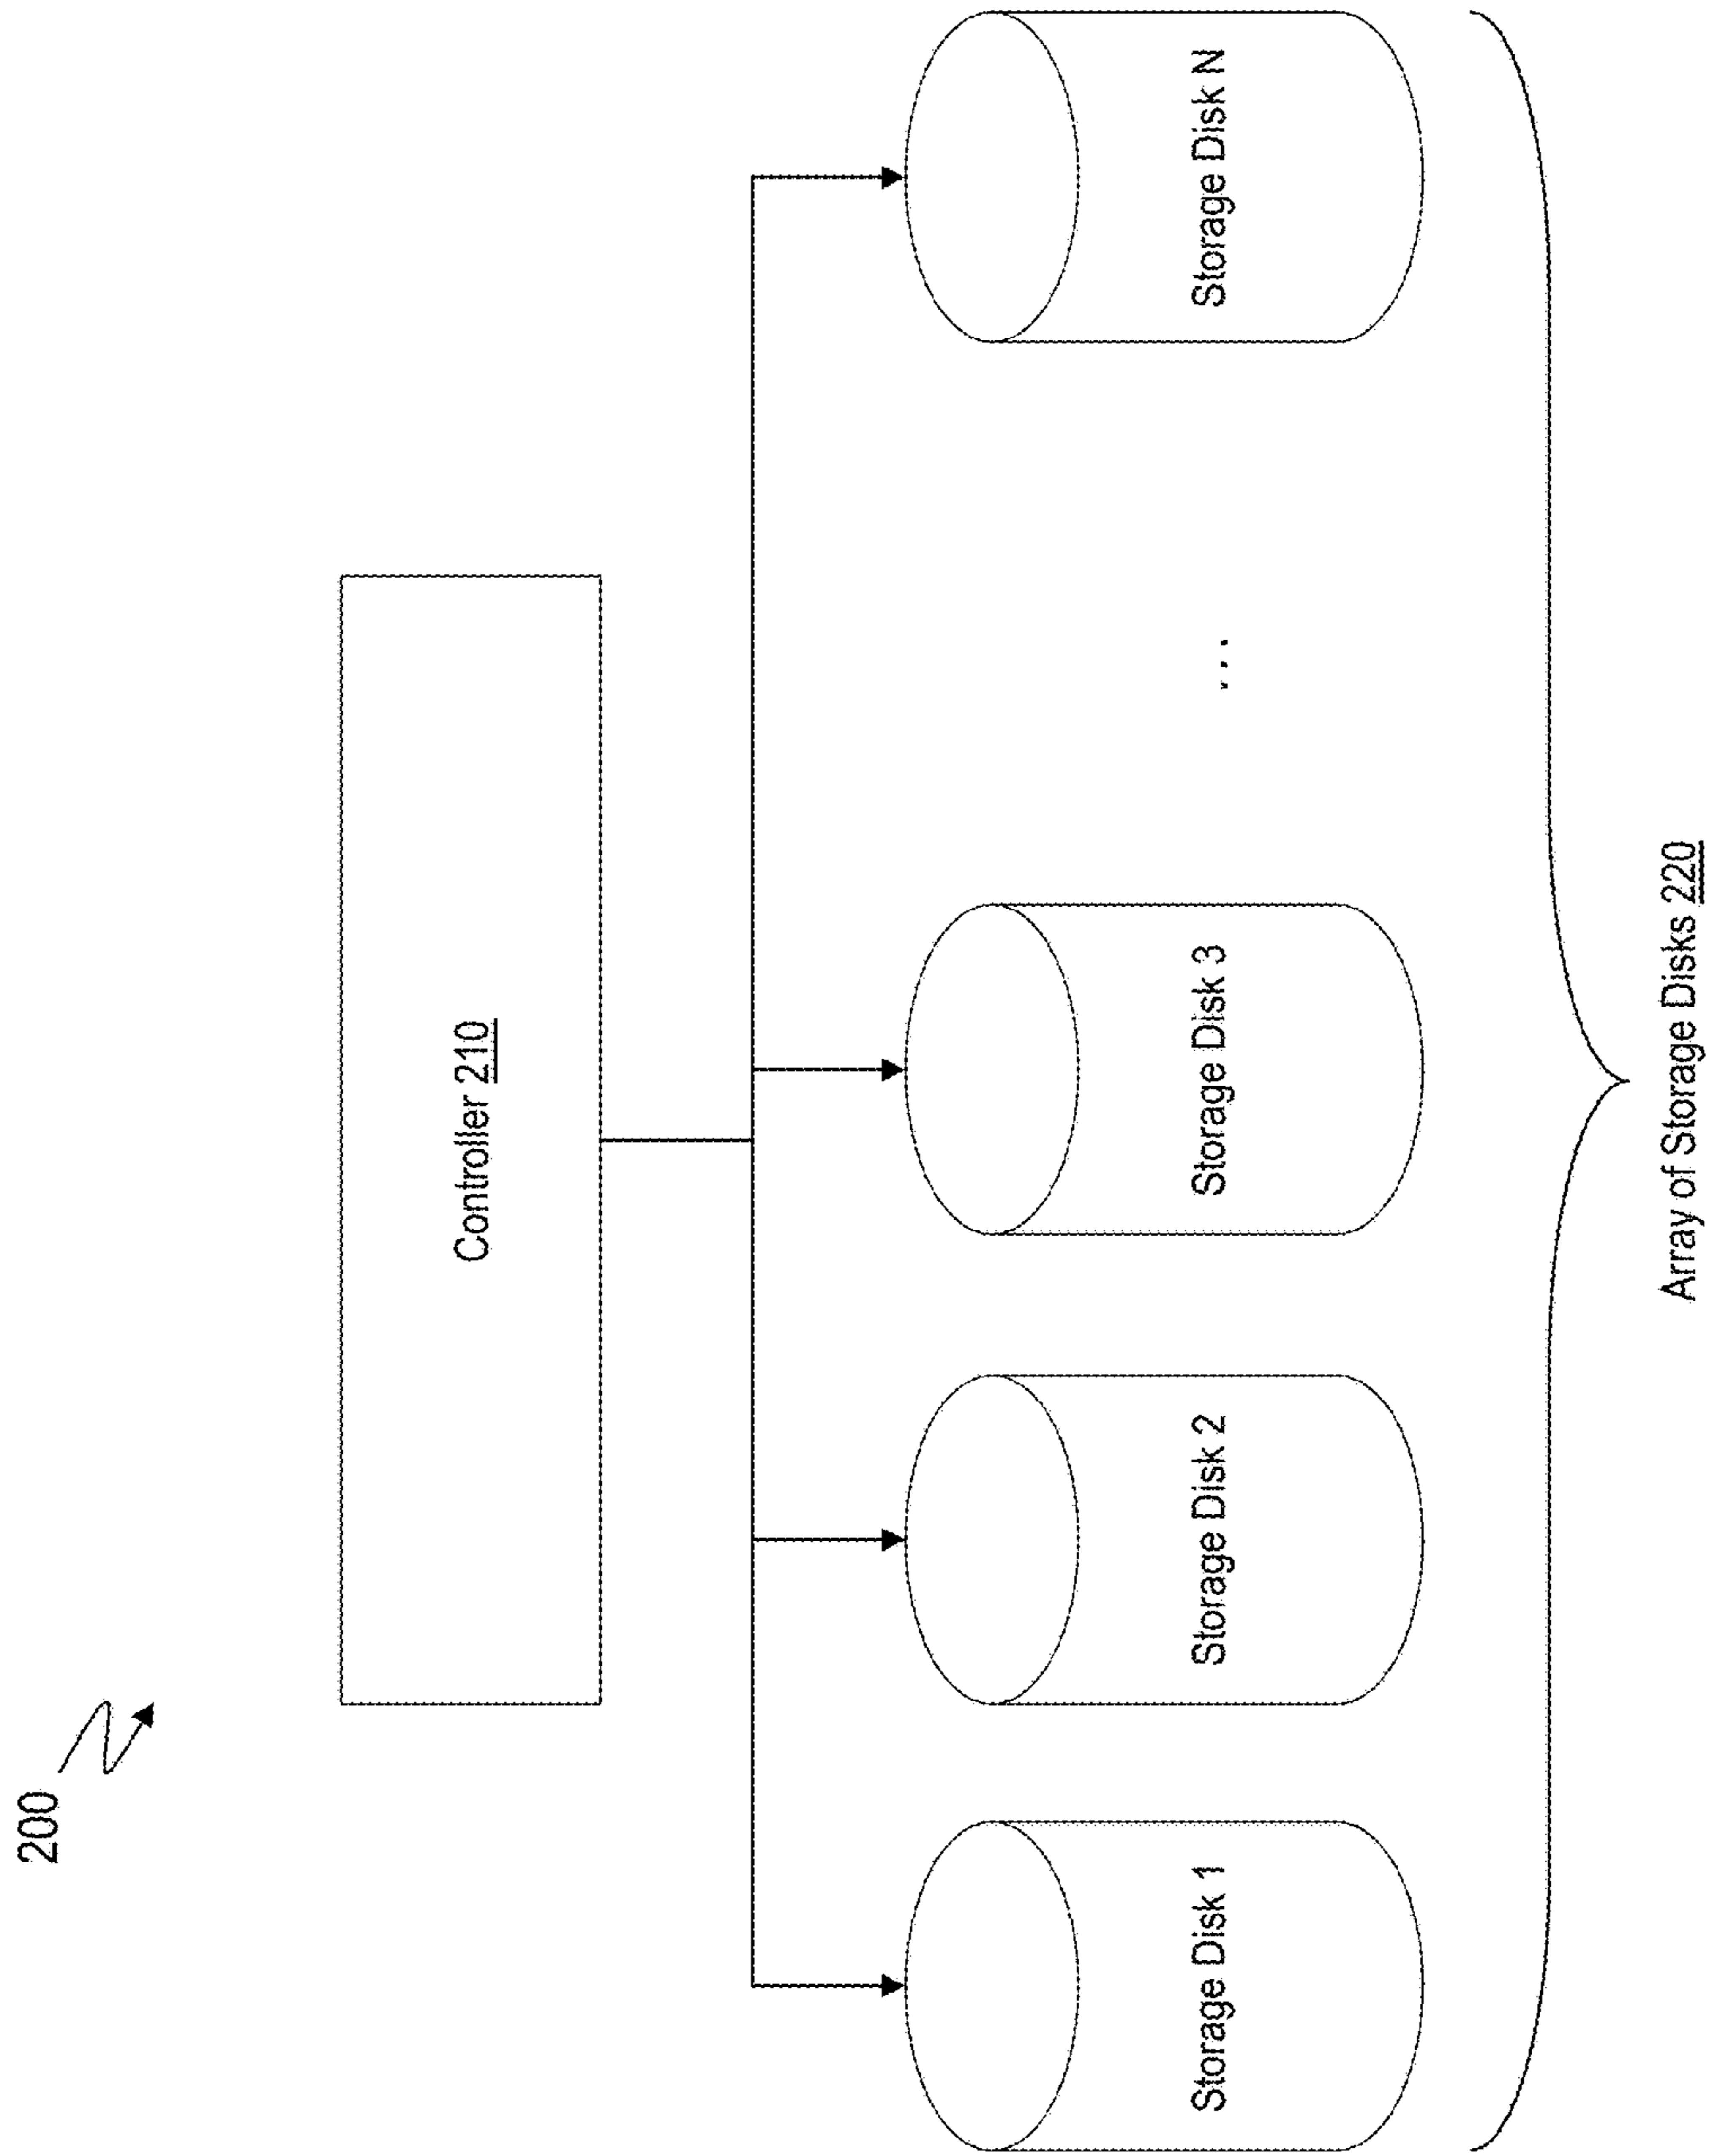 200
Controller 210
Storage Disk 1
Storage Disk 2
Storage Disk 3
...
Storage Disk N
Array of Storage Disks 220